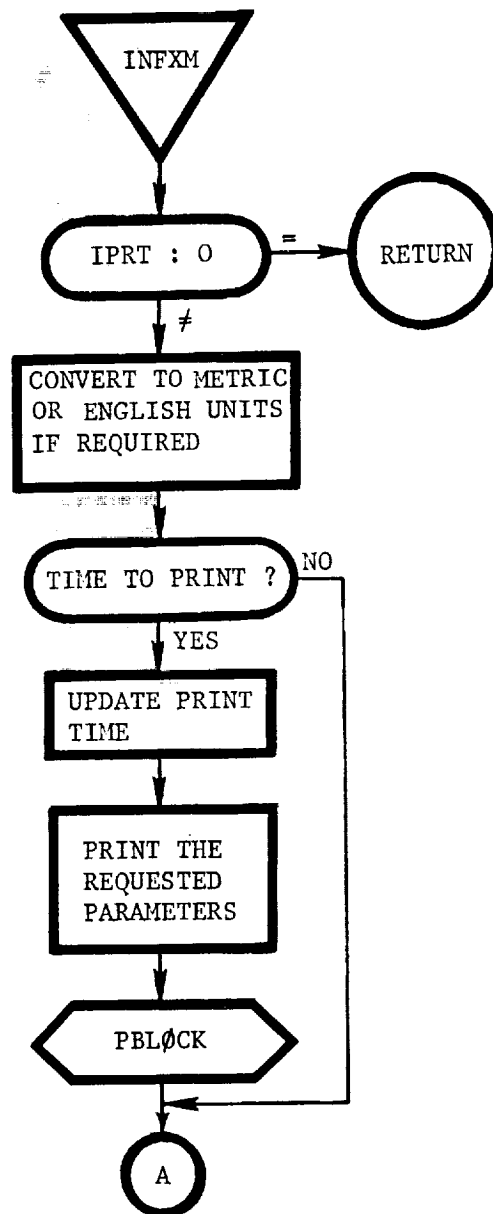 INFXM
IPRT : O
=
RETURN
≠
CONVERT TO METRIC
OR ENGLISH UNITS
IF REQUIRED
TIME TO PRINT ?
NO
YES
UPDATE PRINT
TIME
PRINT THE
REQUESTED
PARAMETERS
PBLØCK
A